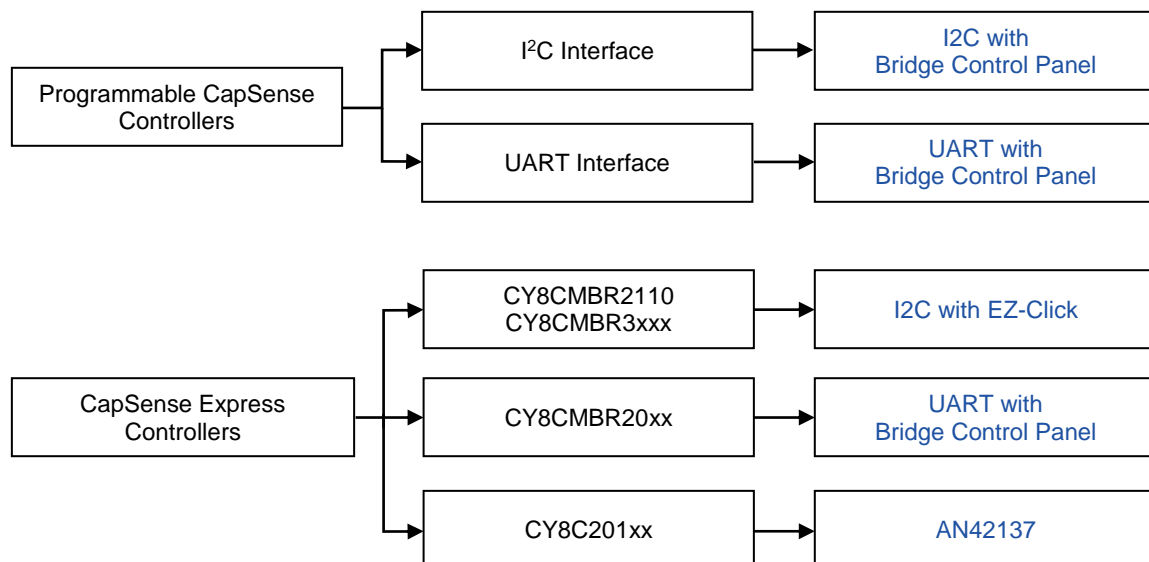 Programmable CapSense
Controllers
I²C Interface
I2C with
Bridge Control Panel
UART Interface
UART with
Bridge Control Panel
CapSense Express
Controllers
CY8CMBR2110
CY8CMBR3xxx
I2C with EZ-Click
CY8CMBR20xx
UART with
Bridge Control Panel
CY8C201xx
AN42137